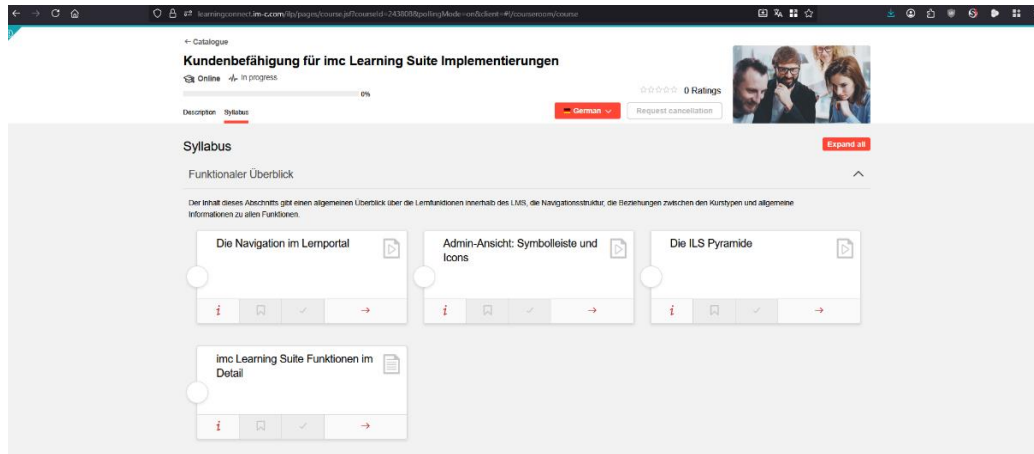 learningconnect.im-c.com/ilp/pages/course.jsf?courseId=243808&pollingMode=on&client=#!/courseroom/course
← Catalogue
Kundenbefähigung für imc Learning Suite Implementierungen
Online In progress
0%
0 Ratings
Description Syllabus
German
Request cancellation
Syllabus
Expand all
Funktionaler Überblick
Der Inhalt dieses Abschnitts gibt einen allgemeinen Überblick über die Lernfunktionen innerhalb des LMS, die Navigationsstruktur, die Beziehungen zwischen den Kurstypen und allgemeine
Informationen zu allen Funktionen.
Die Navigation im Lernportal
Admin-Ansicht: Symbolleiste und
Icons
Die ILS Pyramide
imc Learning Suite Funktionen im
Detail